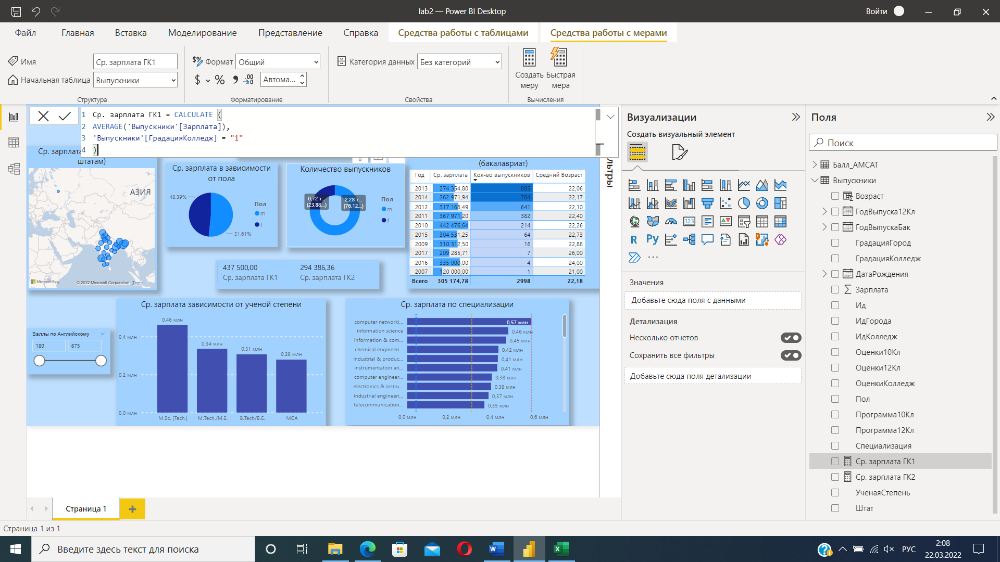 lab2 — Power BI Desktop
Войти
Файл
Главная
Вставка
Моделирование
Представление
Справка
Средства работы с таблицами
Средства работы с мерами
Имя
Ср. зарплата ГК1
Начальная таблица
Выпускники
Структура
$% Формат
Общий
$ % 9 .00
Автома...
Форматирование
Категория данных
Без категорий
Свойства
Создать меру
Быстрая мера
Вычисления
1 Ср. зарплата ГК1 = CALCULATE (
2 AVERAGE('Выпускники'[Зарплата]),
3 'Выпускники'[ГрадацияКолледж] = "1"
4 )
Ср. зарплата
штатам)
АЗИЯ
Microsoft Bing
© 2022 Microsoft Corporation Terms
Ср. зарплата в зависимости
от пола
48,39%
51,61%
Пол
m
f
Количество выпускников
0,72 т...
(23,88...)
2,28 т...
(76,12...)
Пол
m
f
(бакалавриат)
Год Ср. зарплата Кол-во выпускников Средний Возраст
2013 274 354,80 885 22,06
2014 262 971,94 784 22,17
2012 317 168,49 641 22,10
2011 367 971,20 382 22,40
2010 442 476,64 214 22,26
2015 304 531,25 64 22,73
2009 310 312,50 16 22,88
2017 209 285,71 7 26,00
2016 335 000,00 4 24,00
2007 120 000,00 1 21,00
Всего 305 174,78 2998 22,18
437 500,00
Ср. зарплата ГК1
294 386,36
Ср. зарплата ГК2
Баллы по Английскому
180
875
Ср. зарплата зависимости от ученой степени
0,46 млн
0,34 млн
0,31 млн
0,28 млн
0,4 млн
0,2 млн
0,0 млн
M.Sc. (Tech.)
M.Tech./M.E.
B.Tech/B.E.
MCA
Ср. зарплата по специализации
computer networki... 0,57 млн
information science 0,46 млн
information & com... 0,45 млн
chemical engineeri... 0,42 млн
industrial & produc... 0,41 млн
instrumentation an... 0,41 млн
computer engineer... 0,38 млн
electronics & instru... 0,38 млн
industrial engineeri... 0,37 млн
telecommunication... 0,35 млн
0,0 млн
0,2 млн
0,4 млн
0,6 млн
льтры
Визуализации
Создать визуальный элемент
123
R Py
Значения
Добавьте сюда поля с данными
Детализация
Несколько отчетов
Сохранить все фильтры
Добавьте сюда поля детализации
Поля
Поиск
Балл_АМСАТ
Выпускники
Возраст
ГодВыпуска12Кл
ГодВыпускаБак
ГрадацияГород
ГрадацияКолледж
ДатаРождения
Зарплата
Ид
ИдГорода
ИдКолледж
Оценки10Кл
Оценки12Кл
ОценкиКолледж
Пол
Программа10Кл
Программа12Кл
Специализация
Ср. зарплата ГК1
Ср. зарплата ГК2
УченаяСтепень
Штат
Страница 1
Страница 1 из 1
Введите здесь текст для поиска
РУС
2:08
22.03.2022